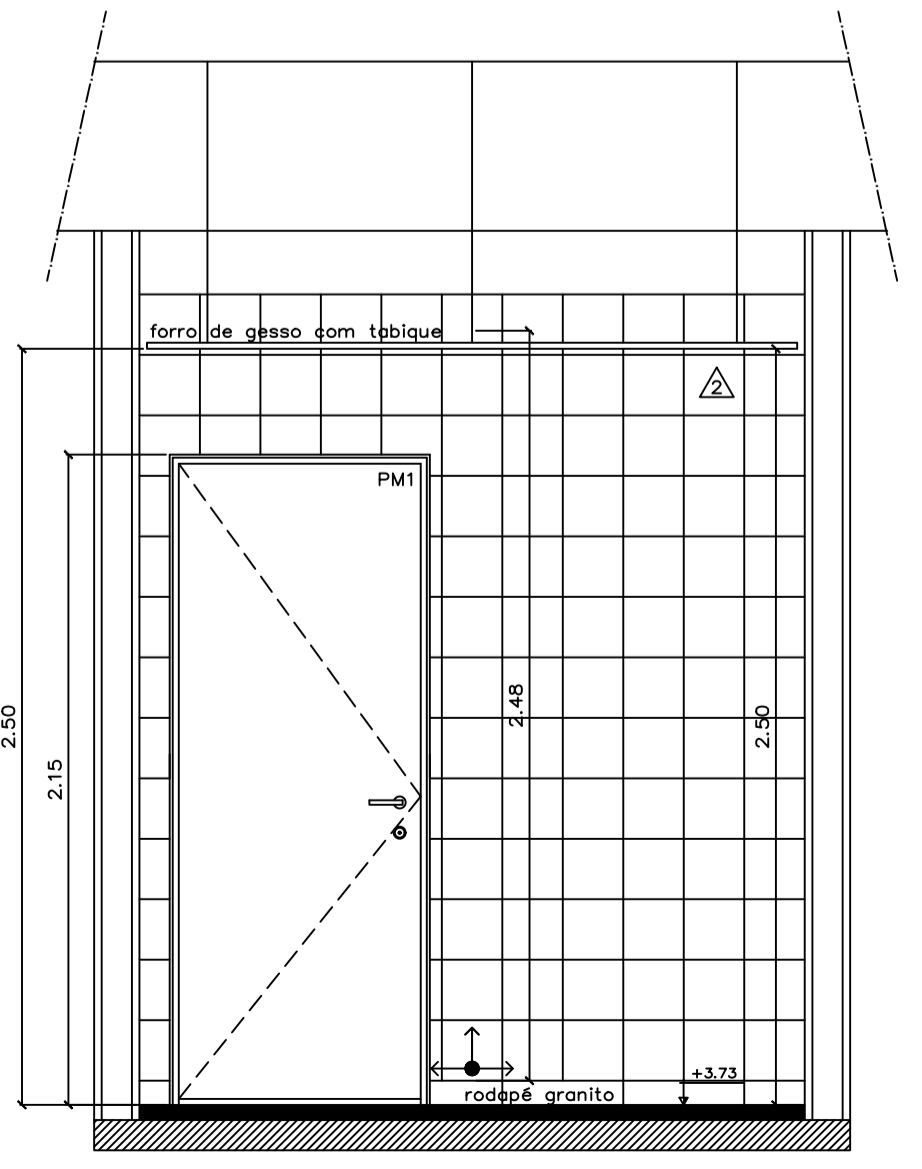 forro de gesso com tabique
2
PM1
2.50
2.15
2.48
2.50
+3.73
rodapé granito